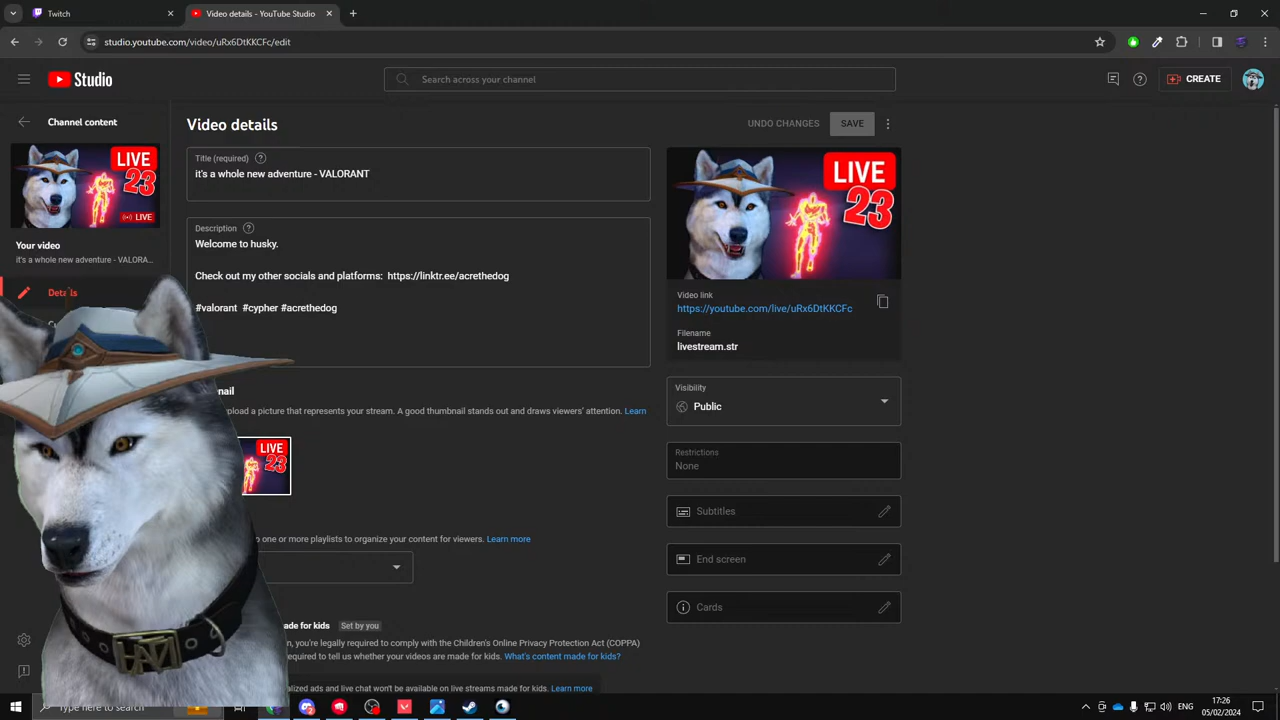 Twitch
Video details - YouTube Studio
studio.youtube.com/video/uRx6DtKKCFc/edit
Studio
Search across your channel
CREATE
Channel content
LIVE
23
LIVE
Your video
it's a whole new adventure - VALORA...
Details
Video details
UNDO CHANGES
SAVE
Title (required)
it's a whole new adventure - VALORANT
Description
Welcome to husky.
Check out my other socials and platforms: https://linktr.ee/acrethedog
#valorant #cypher #acrethedog
nail
upload a picture that represents your stream. A good thumbnail stands out and draws viewers' attention. Learn
LIVE
23
one or more playlists to organize your content for viewers. Learn more
ade for kids Set by you
n, you're legally required to comply with the Children's Online Privacy Protection Act (COPPA)
required to tell us whether your videos are made for kids. What's content made for kids?
alized ads and live chat won't be available on live streams made for kids. Learn more
LIVE
23
Video link
https://youtube.com/live/uRx6DtKKCFc
Filename
livestream.str
Visibility
Public
Restrictions
None
Subtitles
End screen
Cards
Type here to search
ENG
17:26
05/02/2024